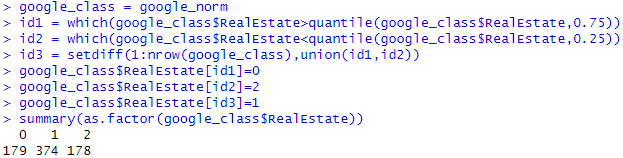 > google_class = google_norm
> id1 = which(google_class$RealEstate>quantile(google_class$RealEstate,0.75))
> id2 = which(google_class$RealEstate<quantile(google_class$RealEstate,0.25))
> id3 = setdiff(1:nrow(google_class),union(id1,id2))
> google_class$RealEstate[id1]=0
> google_class$RealEstate[id2]=2
> google_class$RealEstate[id3]=1
> summary(as.factor(google_class$RealEstate))
  0   1   2
179 374 178